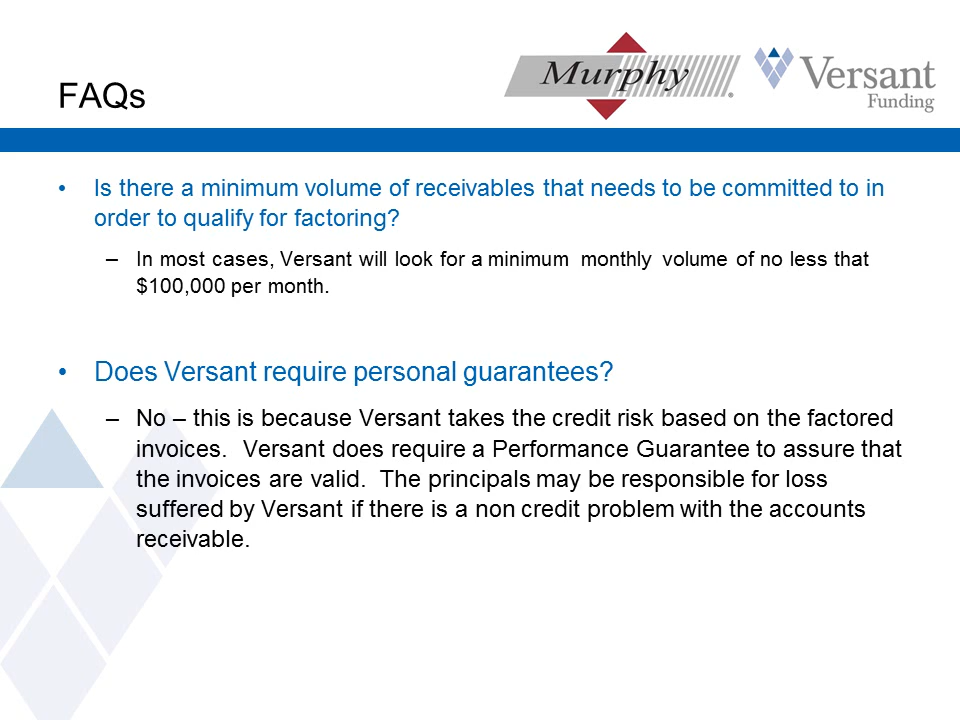 FAQs
Murphy®
Versant
Funding
• Is there a minimum volume of receivables that needs to be committed to in
order to qualify for factoring?
– In most cases, Versant will look for a minimum monthly volume of no less that
$100,000 per month.
• Does Versant require personal guarantees?
– No – this is because Versant takes the credit risk based on the factored
invoices. Versant does require a Performance Guarantee to assure that
the invoices are valid. The principals may be responsible for loss
suffered by Versant if there is a non credit problem with the accounts
receivable.